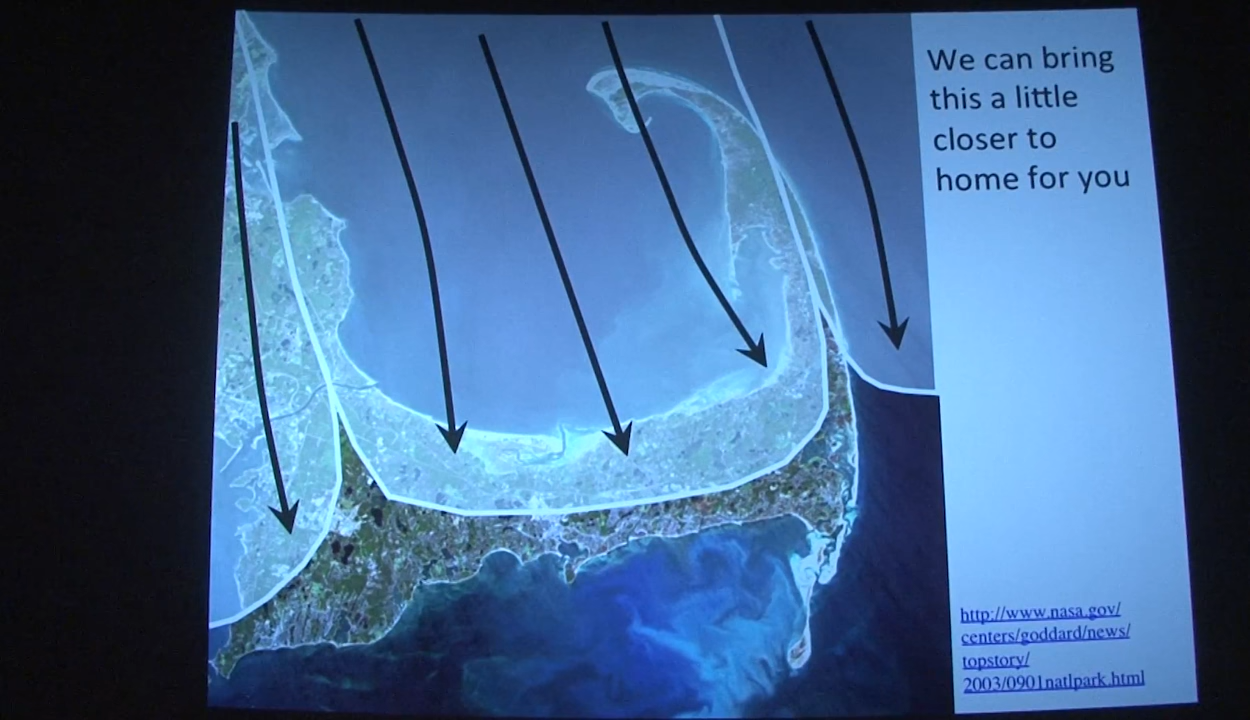 We can bring
this a little
closer to
home for you
http://www.nasa.gov/
centers/goddard/news/
topstory/
2003/0901natlpark.html